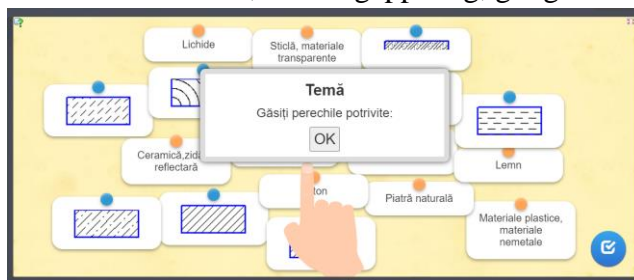 Lichide
Sticlă, materiale
transparente
Temă
Găsiți perechile potrivite:
OK
Ceramică,zid
reflectară
Lemn
ton
Piatră naturală
Materiale plastice,
materiale
nemetale